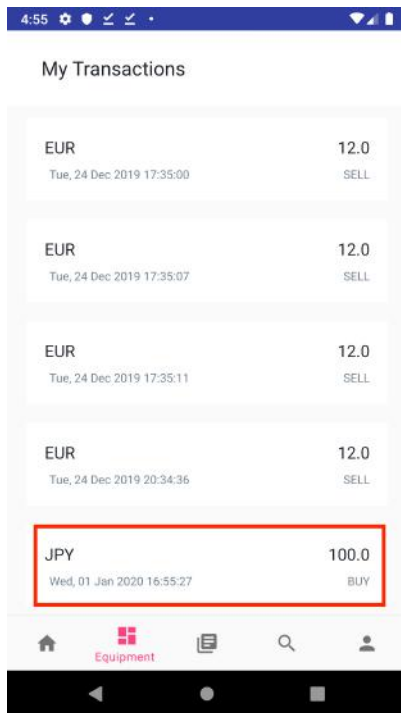 4:55
My Transactions
EUR 12.0
Tue, 24 Dec 2019 17:35:00 SELL
EUR 12.0
Tue, 24 Dec 2019 17:35:07 SELL
EUR 12.0
Tue, 24 Dec 2019 17:35:11 SELL
EUR 12.0
Tue, 24 Dec 2019 20:34:36 SELL
JPY 100.0
Wed, 01 Jan 2020 16:55:27 BUY
Equipment